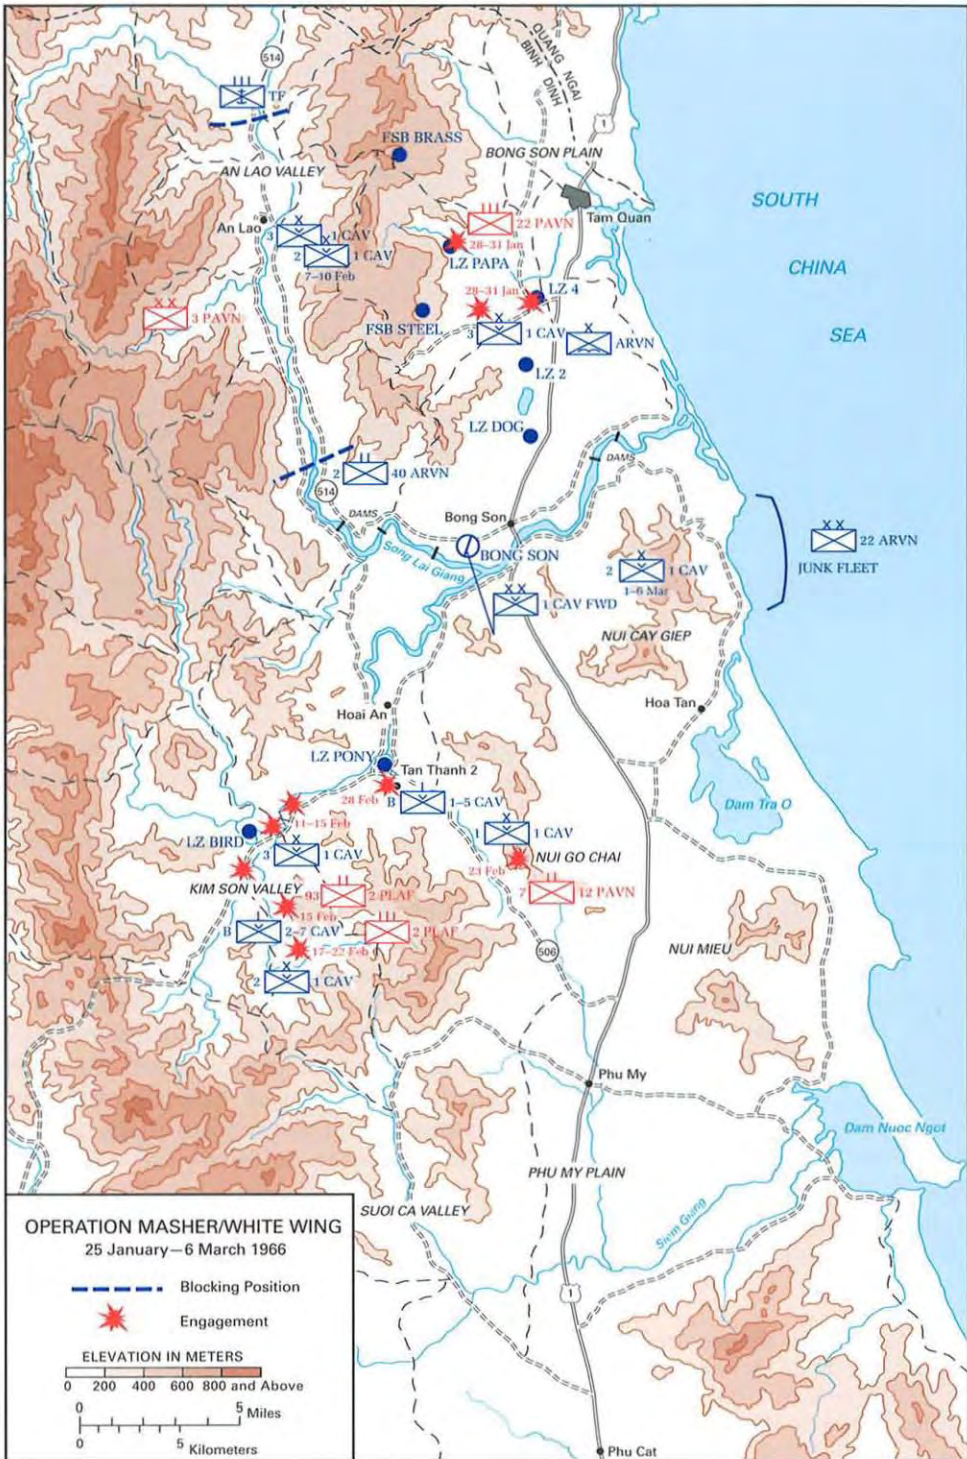 514
TF
QUANG NGAI
BINH DINH
1
FSB BRASS
BONG SON PLAIN
AN LAO VALLEY
SOUTH
CHINA
SEA
An Lao
Tam Quan
22 PAVN
28–31 Jan
LZ PAPA
3 1 CAV
2 1 CAV
7–10 Feb
3 PAVN
28–31 Jan
LZ 4
FSB STEEL
3 1 CAV
ARVN
LZ 2
LZ DOG
DAMS
2 40 ARVN
514
DAMS
Bong Son
Song Lai Giang
BONG SON
22 ARVN
JUNK FLEET
2 1 CAV
1–6 Mar
1 CAV FWD
NUI CAY GIEP
Hoai An
Hoa Tan
LZ PONY
Tan Thanh 2
28 Feb
B 1–5 CAV
Dam Tra O
11–15 Feb
LZ BIRD
3 1 CAV
1 1 CAV
23 Feb
NUI GO CHAI
KIM SON VALLEY
93 2 PLAF
7 12 PAVN
15 Feb
B 2–7 CAV
2 PLAF
17–22 Feb
2 1 CAV
506
NUI MIEU
Phu My
Dam Nuoc Ngot
PHU MY PLAIN
SUOI CA VALLEY
Siem Giang
1
Phu Cat
OPERATION MASHER/WHITE WING
25 January—6 March 1966
Blocking Position
Engagement
ELEVATION IN METERS
0 200 400 600 800 and Above
0 5 Miles
0 5 Kilometers